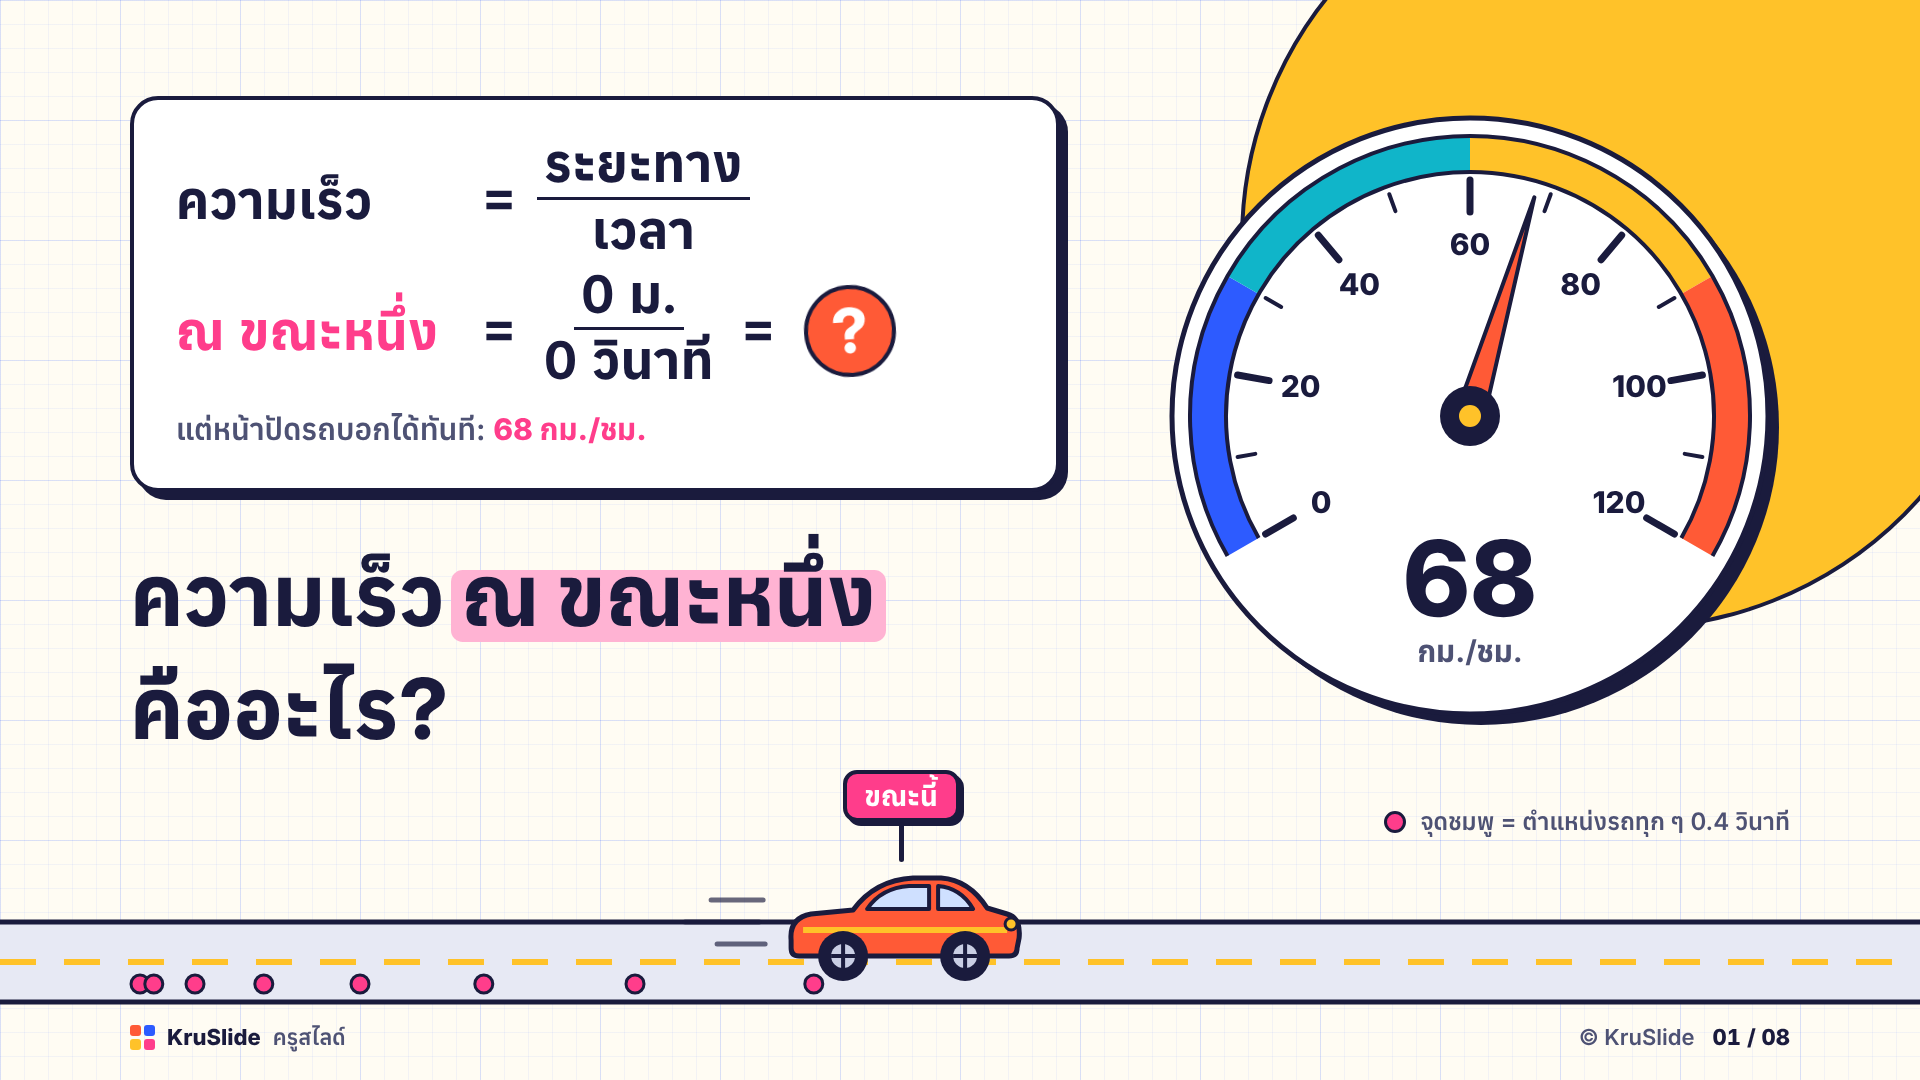 ความเร็ว = ระยะทาง
เวลา
ณ ขณะหนึ่ง = 0 ม.
0 วินาที
= ?
แต่หน้าปัดรถบอกได้ทันที: 68 กม./ชม.
ความเร็ว ณ ขณะหนึ่ง
คืออะไร?
0
20
40
60
80
100
120
68
กม./ชม.
ขณะนี้
จุดชมพู = ตำแหน่งรถทุก ๆ 0.4 วินาที
KruSlide ครูสไลด์
© KruSlide 01 / 08